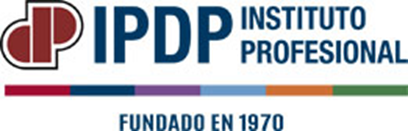 IPDP INSTITUTO
PROFESIONAL
FUNDADO EN 1970